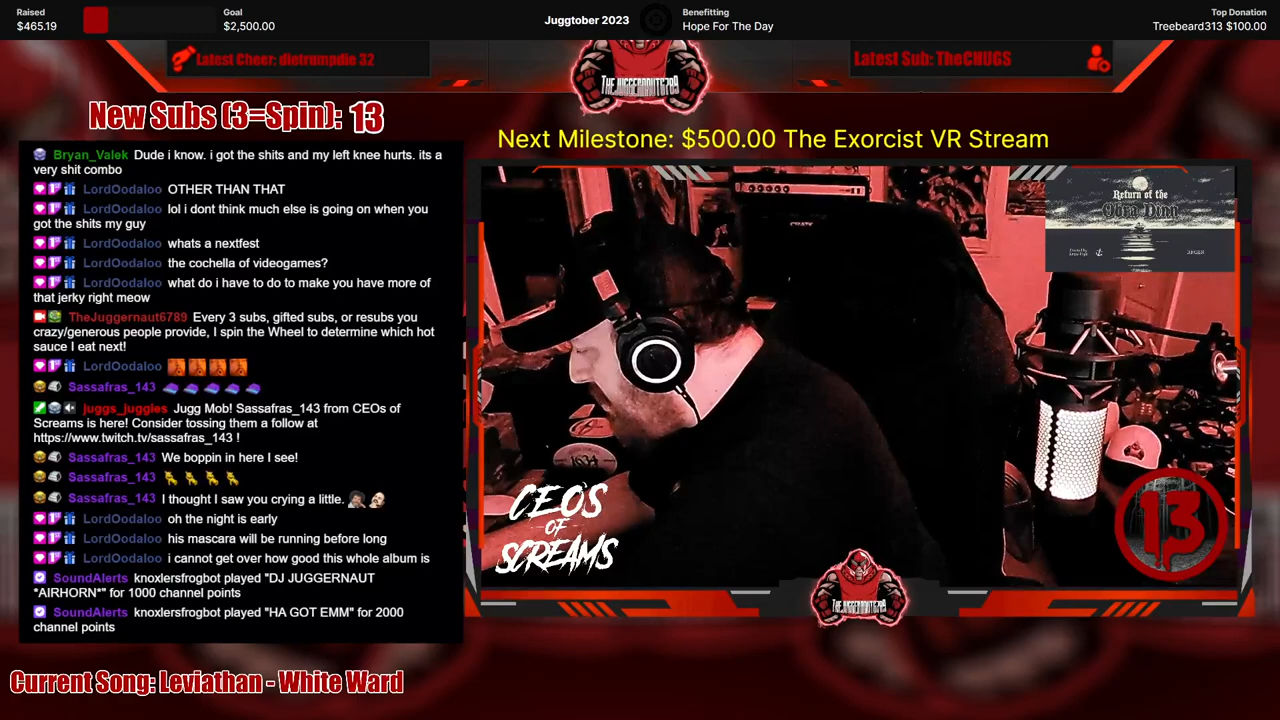 Raised
$465.19
Goal
$2,500.00
Juggtober 2023
Benefitting
Hope For The Day
Top Donation
Treebeard313 $100.00
Latest Cheer: dietrumpdie 32
THEJUGGERNAUT6789
Latest Sub: TheCHUGS
New Subs (3=Spin): 13
Next Milestone: $500.00 The Exorcist VR Stream
Bryan_Valek Dude i know. i got the shits and my left knee hurts. its a
very shit combo
LordOodaloo OTHER THAN THAT
LordOodaloo lol i dont think much else is going on when you
got the shits my guy
LordOodaloo whats a nextfest
LordOodaloo the cochella of videogames?
LordOodaloo what do i have to do to make you have more of
that jerky right meow
TheJuggernaut6789 Every 3 subs, gifted subs, or resubs you
crazy/generous people provide, I spin the Wheel to determine which hot
sauce I eat next!
LordOodaloo
Sassafras_143
juggs_juggles Jugg Mob! Sassafras_143 from CEOs of
Screams is here! Consider tossing them a follow at
https://www.twitch.tv/sassafras_143 !
Sassafras_143 We boppin in here I see!
Sassafras_143
Sassafras_143 I thought I saw you crying a little.
LordOodaloo oh the night is early
LordOodaloo his mascara will be running before long
LordOodaloo i cannot get over how good this whole album is
SoundAlerts knoxlersfrogbot played "DJ JUGGERNAUT
*AIRHORN*" for 1000 channel points
SoundAlerts knoxlersfrogbot played "HA GOT EMM" for 2000
channel points
Return of the
Obra Dinn
1834
CEOS
OF
SCREAMS
13
THEJUGGERNAUT6789
Current Song: Leviathan - White Ward